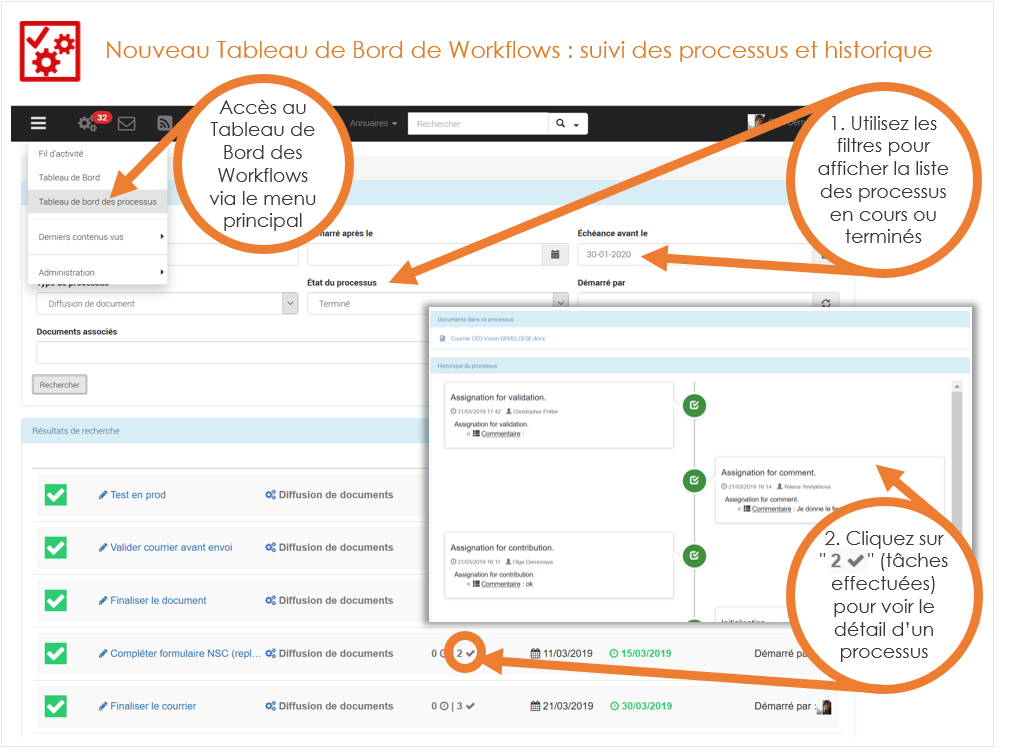 Nouveau Tableau de Bord de Workflows : suivi des processus et historique
32
Annuaires
Rechercher
Accès au
Tableau de
Bord des
Workflows
via le menu
principal
1. Utilisez les
filtres pour
afficher la liste
des processus
en cours ou
terminés
Fil d'activité
Tableau de Bord
Tableau de bord des processus
Derniers contenus vus
Administration
après le
Échéance avant le
30-01-2020
Type de processus
État du processus
Démarré par
Diffusion de document
Terminé
Documents associés
Rechercher
Documents dans ce processus
Courrier CEO-Vision DEMO_CESE.docx
Historique du processus
Assignation for validation.
21/03/2019 17:42 Christopher Potter
Assignation for validation.
Commentaire :
Assignation for comment.
21/03/2019 16:14 Yelena Yevtykhova
Assignation for comment.
Commentaire : Je donne le
Assignation for contribution.
21/03/2019 16:11 Olga Demovaya
Assignation for contribution.
Commentaire : ok
Initialisation
2. Cliquez sur
" 2 ✔ " (tâches
effectuées)
pour voir le
détail d'un
processus
Résultats de recherche
Test en prod Diffusion de documents
Valider courrier avant envoi Diffusion de documents
Finaliser le document Diffusion de documents
Compléter formulaire NSC (repl... Diffusion de documents 0 2 ✔ 11/03/2019 15/03/2019 Démarré par
Finaliser le courrier Diffusion de documents 0 | 3 ✔ 21/03/2019 30/03/2019 Démarré par :